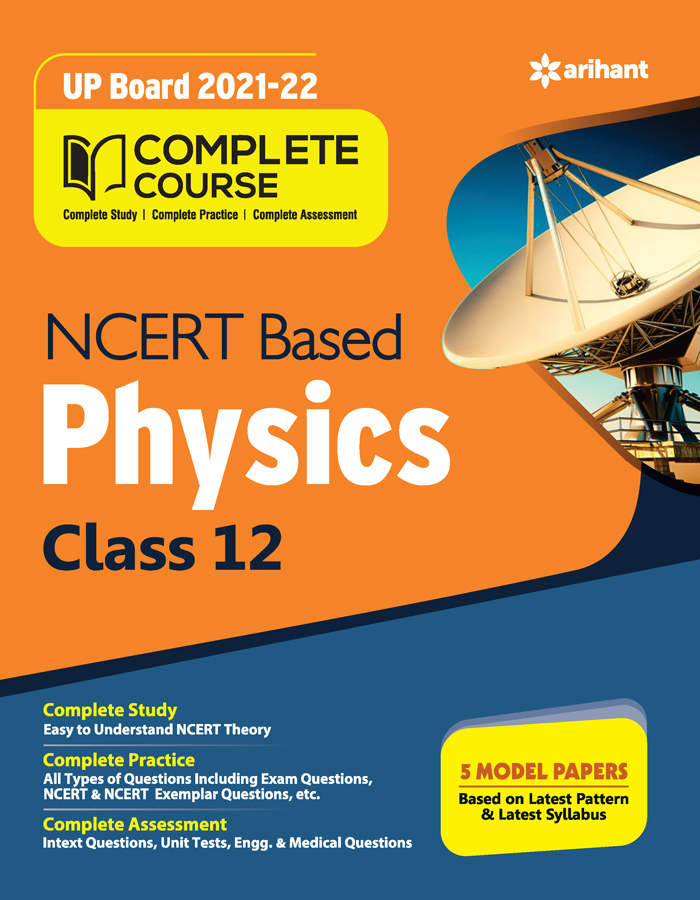 UP Board 2021-22
arihant
COMPLETE
COURSE
Complete Study | Complete Practice | Complete Assessment
NCERT Based
Physics
Class 12
Complete Study
Easy to Understand NCERT Theory
Complete Practice
All Types of Questions Including Exam Questions,
NCERT & NCERT Exemplar Questions, etc.
Complete Assessment
Intext Questions, Unit Tests, Engg. & Medical Questions
5 MODEL PAPERS
Based on Latest Pattern
& Latest Syllabus